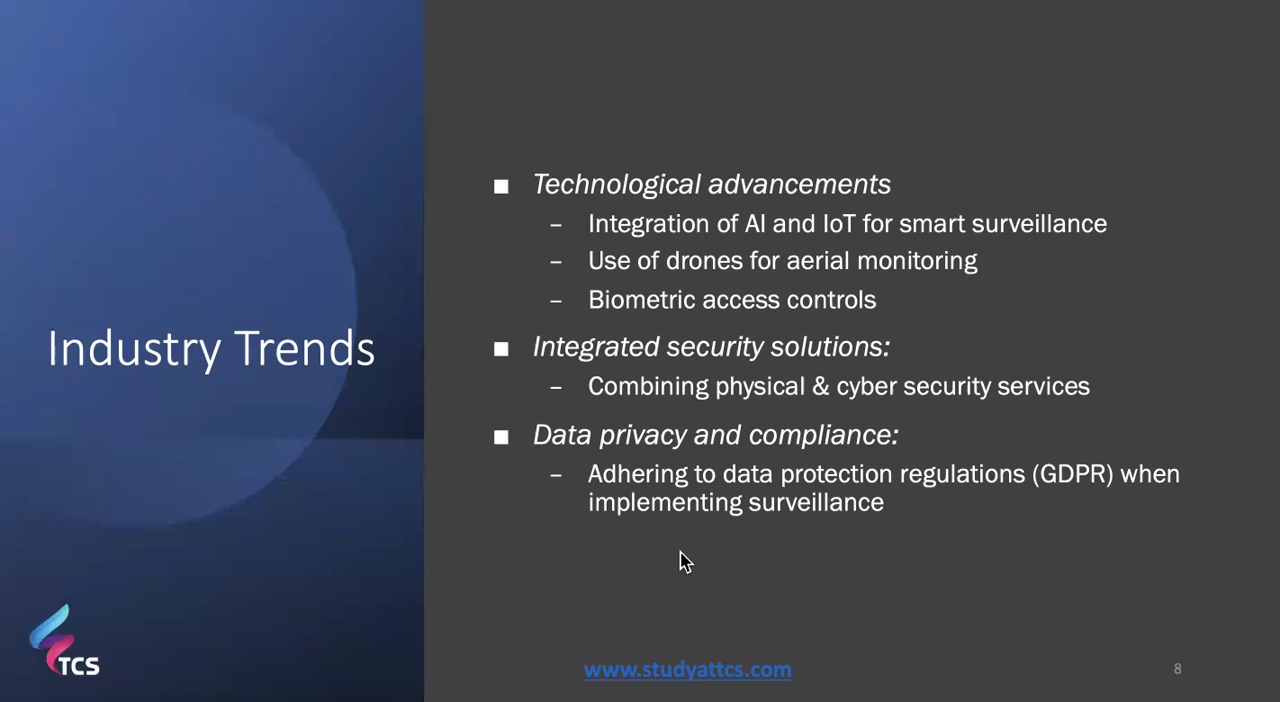 Industry Trends
■ Technological advancements
– Integration of AI and IoT for smart surveillance
– Use of drones for aerial monitoring
– Biometric access controls
■ Integrated security solutions:
– Combining physical & cyber security services
■ Data privacy and compliance:
– Adhering to data protection regulations (GDPR) when
implementing surveillance
TCS
www.studyattcs.com
8